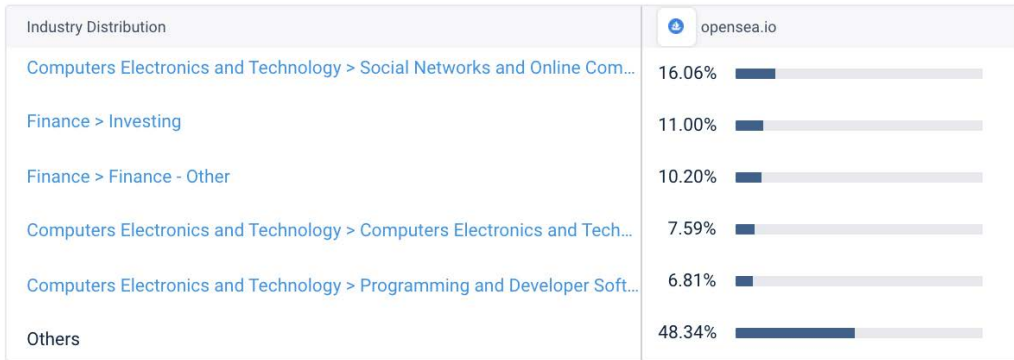 Industry Distribution opensea.io
Computers Electronics and Technology > Social Networks and Online Com... 16.06%
Finance > Investing 11.00%
Finance > Finance - Other 10.20%
Computers Electronics and Technology > Computers Electronics and Tech... 7.59%
Computers Electronics and Technology > Programming and Developer Soft... 6.81%
Others 48.34%